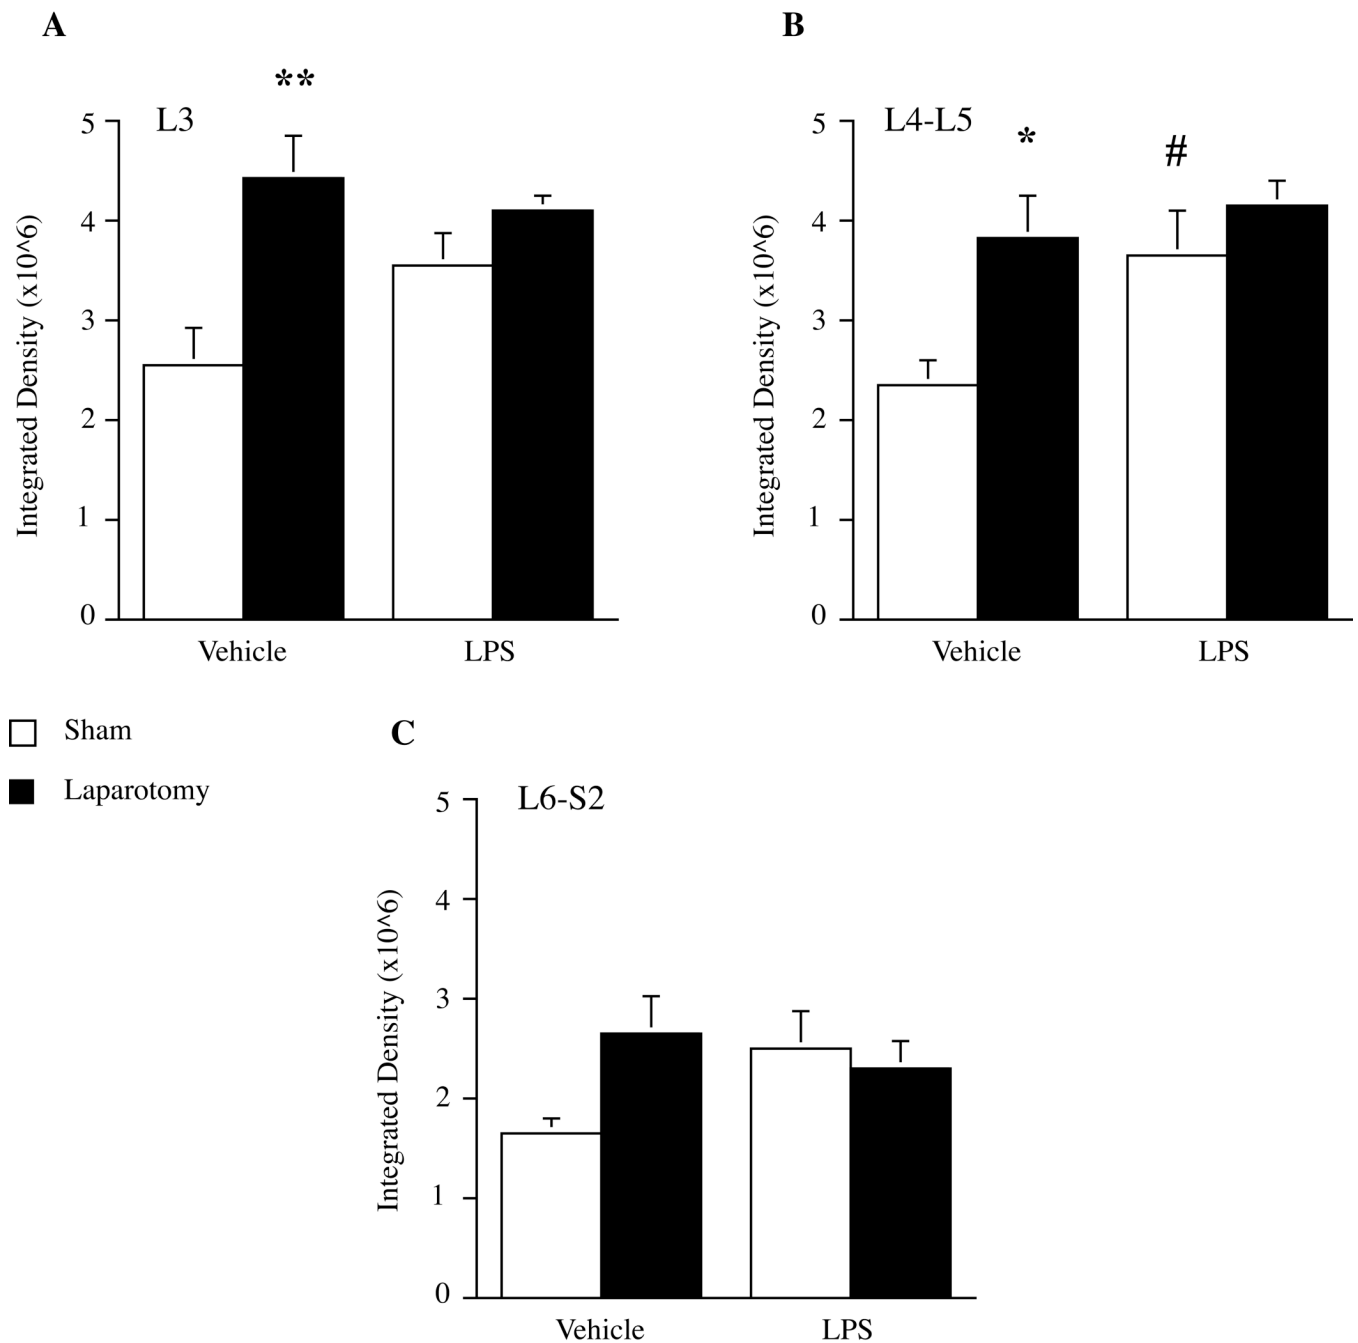 A
**
L3
5
4
3
2
1
0
Integrated Density (x10^6)
Vehicle LPS
B
L4-L5
*
#
5
4
3
2
1
0
Integrated Density (x10^6)
Vehicle LPS
Sham
Laparotomy
C
L6-S2
5
4
3
2
1
0
Integrated Density (x10^6)
Vehicle LPS